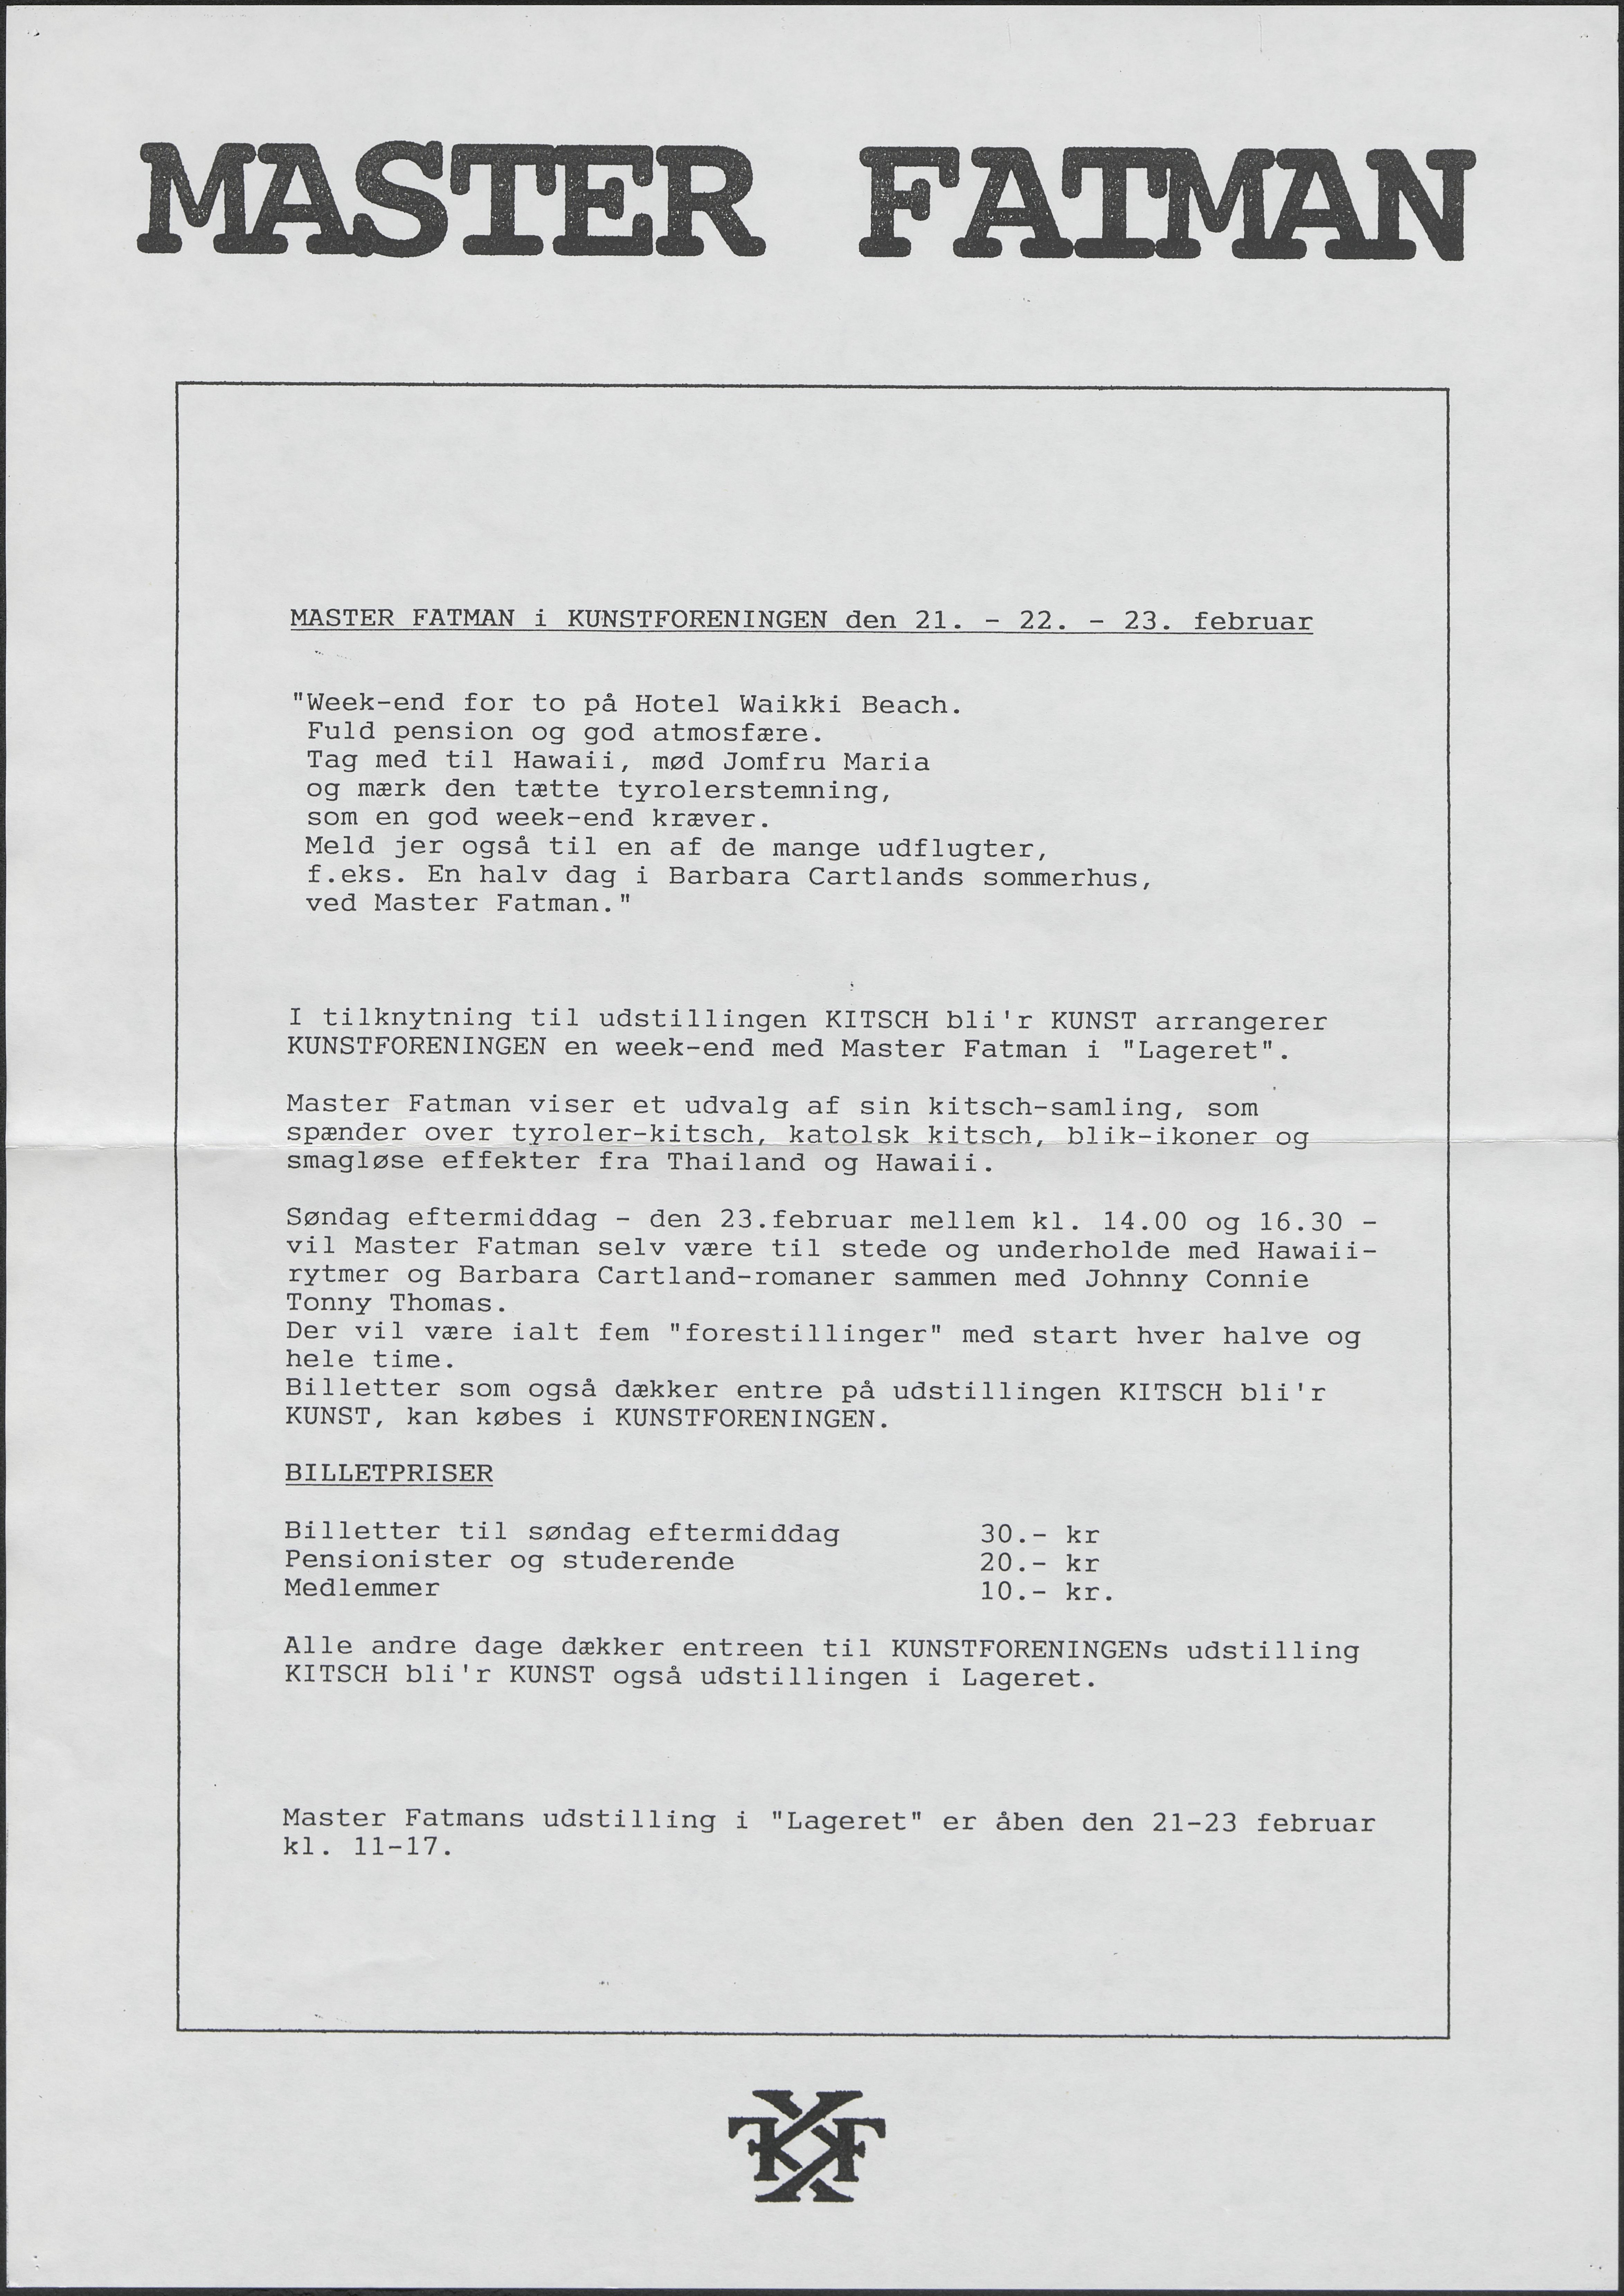 MASTER FATMAN
MASTER FATMAN i KUNSTFORENINGEN den 21. - 22. - 23. februar
"Week-end for to på Hotel Waikki Beach.
Fuld pension og god atmosfære.
Tag med til Hawaii, mød Jomfru Maria
og mærk den tætte tyrolerstemning,
som en god week-end kræver.
Meld jer også til en af de mange udflugter,
f.eks. En halv dag i Barbara Cartlands sommerhus,
ved Master Fatman."
I tilknytning til udstillingen KITSCH bli'r KUNST arrangerer
KUNSTFORENINGEN en week-end med Master Fatman i "Lageret".
Master Fatman viser et udvalg af sin kitsch-samling, som
spænder over tyroler-kitsch, katolsk kitsch, blik-ikoner og
smagløse effekter fra Thailand og Hawaii.
Søndag eftermiddag - den 23.februar mellem kl. 14.00 og 16.30 -
vil Master Fatman selv være til stede og underholde med Hawaii-
rytmer og Barbara Cartland-romaner sammen med Johnny Connie
Tonny Thomas.
Der vil være ialt fem "forestillinger" med start hver halve og
hele time.
Billetter som også dækker entre på udstillingen KITSCH bli'r
KUNST, kan købes i KUNSTFORENINGEN.
BILLETPRISER
Billetter til søndag eftermiddag 30.- kr
Pensionister og studerende 20.- kr
Medlemmer 10.- kr.
Alle andre dage dækker entreen til KUNSTFORENINGENs udstilling
KITSCH bli'r KUNST også udstillingen i Lageret.
Master Fatmans udstilling i "Lageret" er åben den 21-23 februar
kl. 11-17.